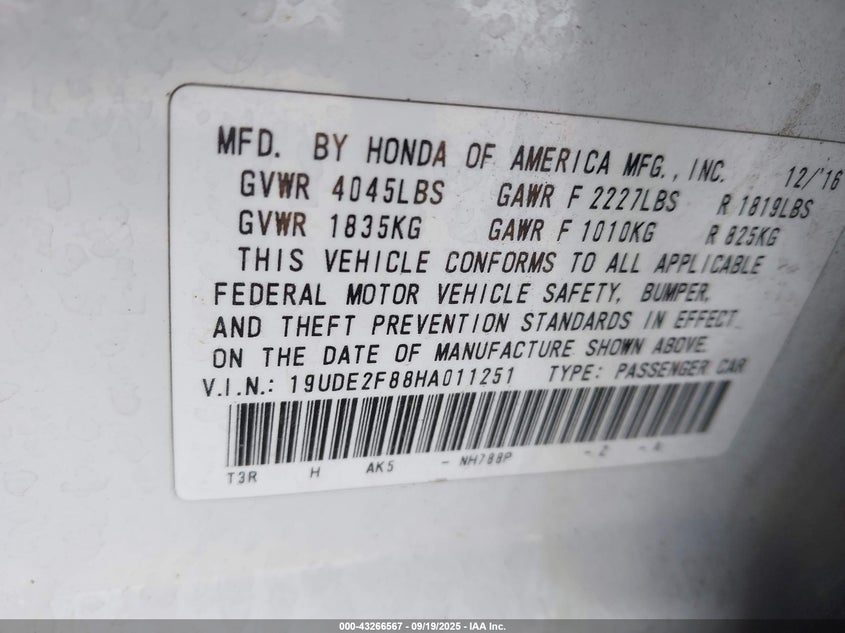 MFD. BY HONDA OF AMERICA MFG., INC. 12/'16
GVWR 4045LBS GAWR F 2227LBS R 1819LBS
GVWR 1835KG GAWR F 1010KG R 825KG
THIS VEHICLE CONFORMS TO ALL APPLICABLE
FEDERAL MOTOR VEHICLE SAFETY, BUMPER,
AND THEFT PREVENTION STANDARDS IN EFFECT
ON THE DATE OF MANUFACTURE SHOWN ABOVE.
V.I.N.: 19UDE2F88HA011251 TYPE: PASSENGER CAR
T3R H AK5 - NH788P - 2 -
000-43266567 | 09/19/2025 - IAA Inc.